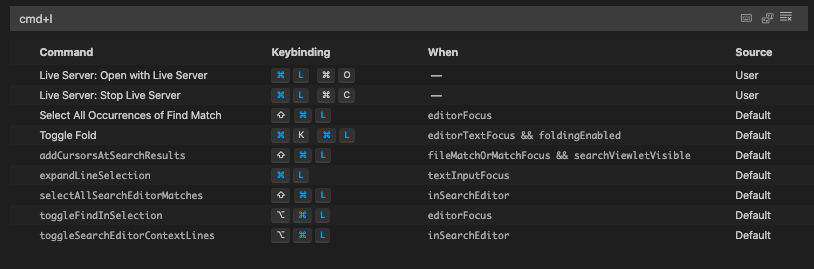 cmd+l
Command Keybinding When Source
Live Server: Open with Live Server ⌘ L ⌘ O — User
Live Server: Stop Live Server ⌘ L ⌘ C — User
Select All Occurrences of Find Match ⇧ ⌘ L editorFocus Default
Toggle Fold ⌘ K ⌘ L editorTextFocus && foldingEnabled Default
addCursorsAtSearchResults ⇧ ⌘ L fileMatchOrMatchFocus && searchViewletVisible Default
expandLineSelection ⌘ L textInputFocus Default
selectAllSearchEditorMatches ⇧ ⌘ L inSearchEditor Default
toggleFindInSelection ⌥ ⌘ L editorFocus Default
toggleSearchEditorContextLines ⌥ ⌘ L inSearchEditor Default